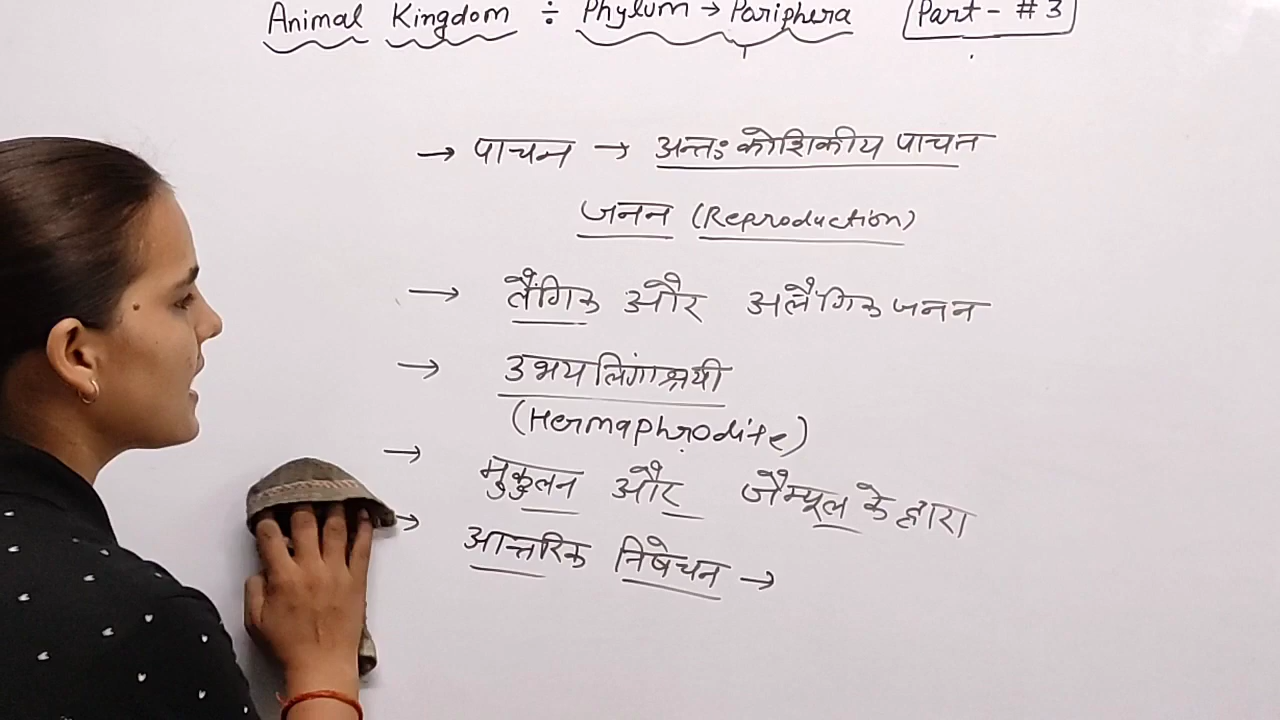 Animal Kingdom ÷ Phylum → Pariphera Part - #3
→ पाचन → अन्तः कोशिकीय पाचन
जनन (Reproduction)
→ लैंगिक और अलैंगिक जनन
→ उभयलिंगाश्रयी
(Hermaphrodite)
→ मुकुलन और जैम्यूल के द्वारा
→ आन्तरिक निषेचन →